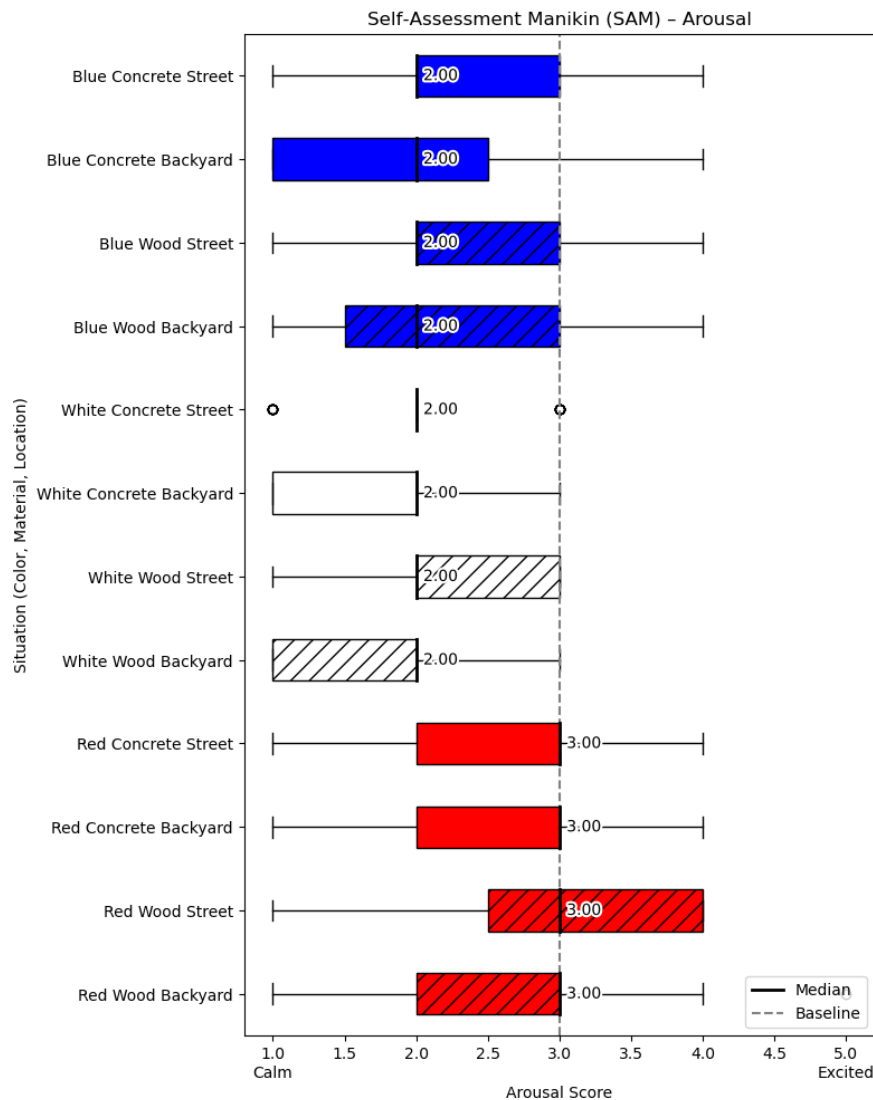 Self-Assessment Manikin (SAM) – Arousal
Situation (Color, Material, Location)
Blue Concrete Street
2.00
Blue Concrete Backyard
2.00
Blue Wood Street
2.00
Blue Wood Backyard
2.00
White Concrete Street
2.00
White Concrete Backyard
2.00
White Wood Street
2.00
White Wood Backyard
2.00
Red Concrete Street
3.00
Red Concrete Backyard
3.00
Red Wood Street
3.00
Red Wood Backyard
3.00
Median
Baseline
1.0 1.5 2.0 2.5 3.0 3.5 4.0 4.5 5.0
Calm Excited
Arousal Score